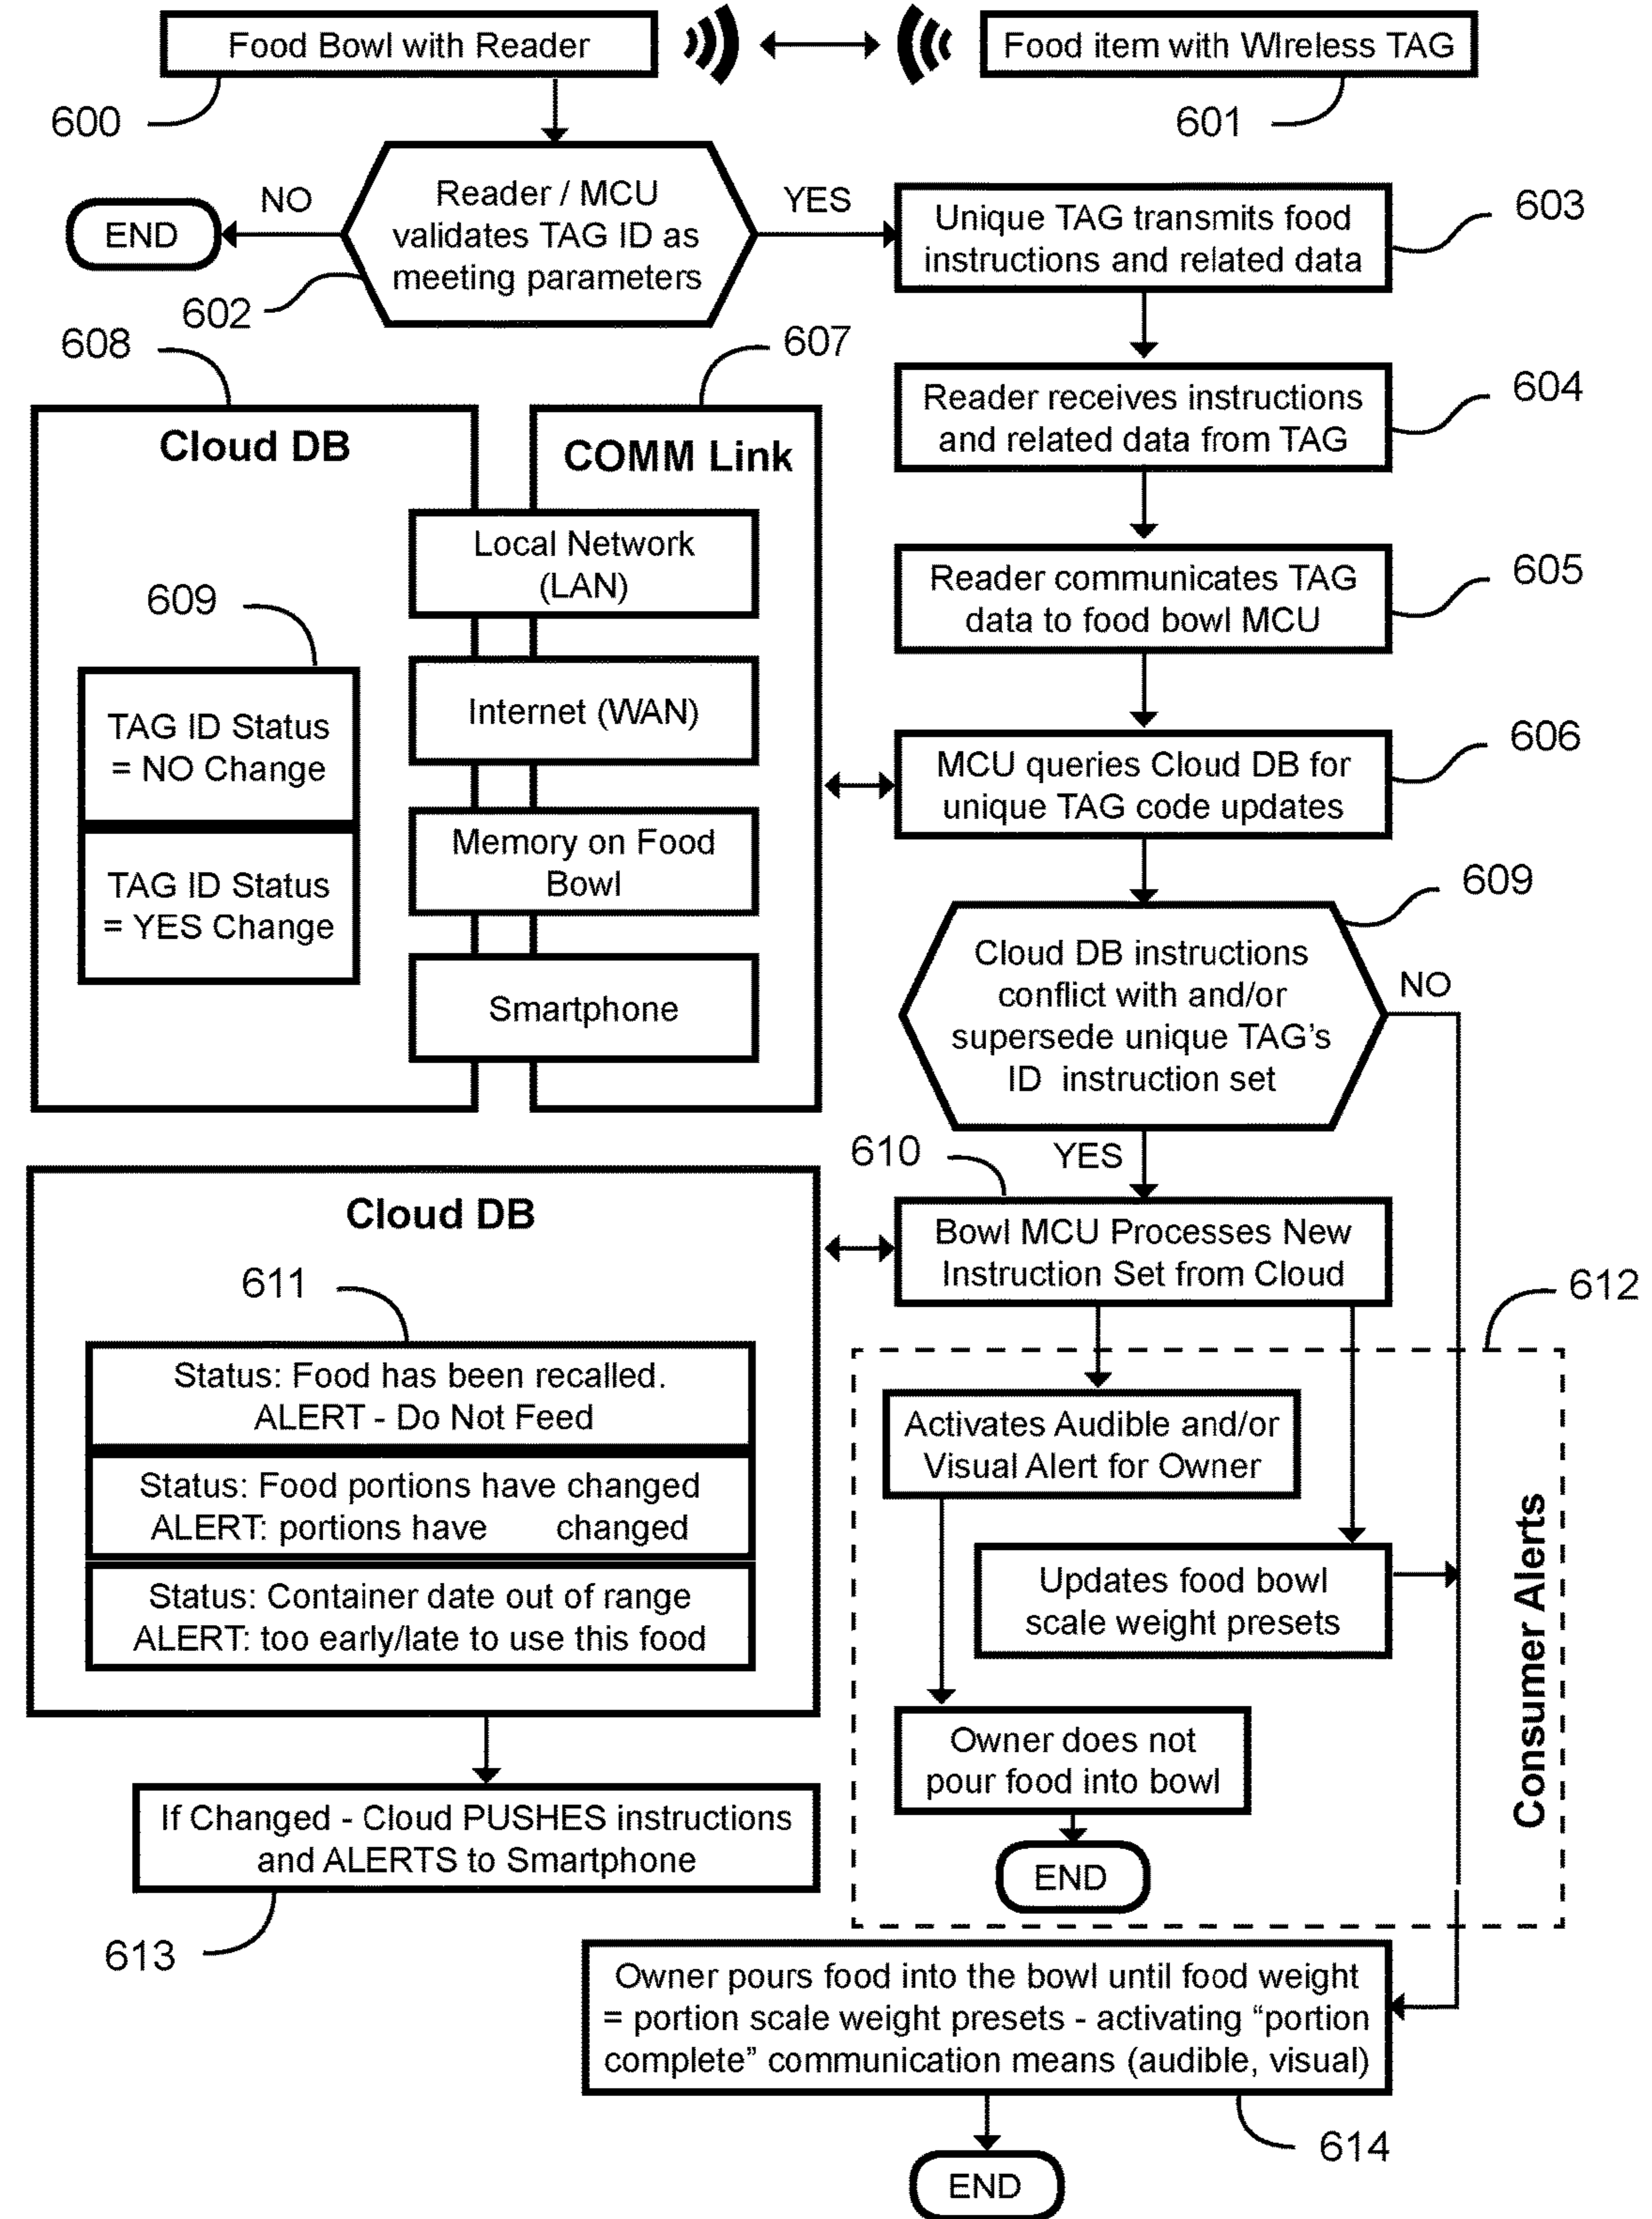 Food Bowl with Reader
Food item with WIreless TAG
600
601
Reader / MCU
validates TAG ID as
meeting parameters
NO
YES
END
602
Unique TAG transmits food
instructions and related data
603
608
607
Reader receives instructions
and related data from TAG
604
Cloud DB
COMM Link
Local Network
(LAN)
Reader communicates TAG
data to food bowl MCU
605
609
TAG ID Status
= NO Change
Internet (WAN)
MCU queries Cloud DB for
unique TAG code updates
606
Memory on Food
Bowl
TAG ID Status
= YES Change
Smartphone
609
Cloud DB instructions
conflict with and/or
supersede unique TAG’s
ID instruction set
NO
YES
610
Bowl MCU Processes New
Instruction Set from Cloud
Cloud DB
611
612
Status: Food has been recalled.
ALERT - Do Not Feed
Status: Food portions have changed
ALERT: portions have changed
Status: Container date out of range
ALERT: too early/late to use this food
Activates Audible and/or
Visual Alert for Owner
Updates food bowl
scale weight presets
Consumer Alerts
Owner does not
pour food into bowl
END
If Changed - Cloud PUSHES instructions
and ALERTS to Smartphone
613
Owner pours food into the bowl until food weight
= portion scale weight presets - activating “portion
complete” communication means (audible, visual)
614
END